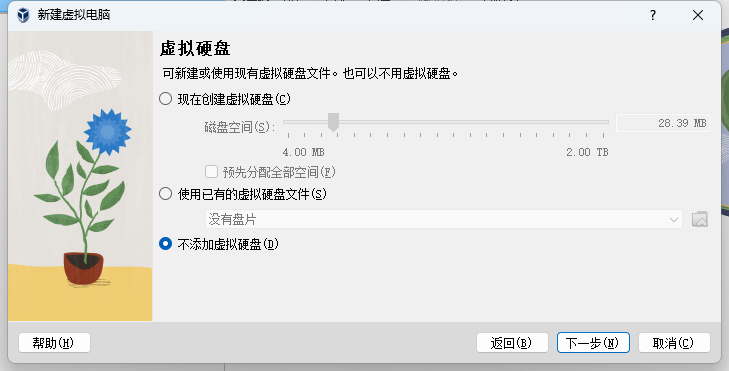 新建虚拟电脑
?
虚拟硬盘
可新建或使用现有虚拟硬盘文件。也可以不用虚拟硬盘。
现在创建虚拟硬盘(C)
磁盘空间(S):
28.39 MB
4.00 MB 2.00 TB
预先分配全部空间(F)
使用已有的虚拟硬盘文件(S)
没有盘片
不添加虚拟硬盘(D)
帮助(H) 返回(B) 下一步(N) 取消(C)